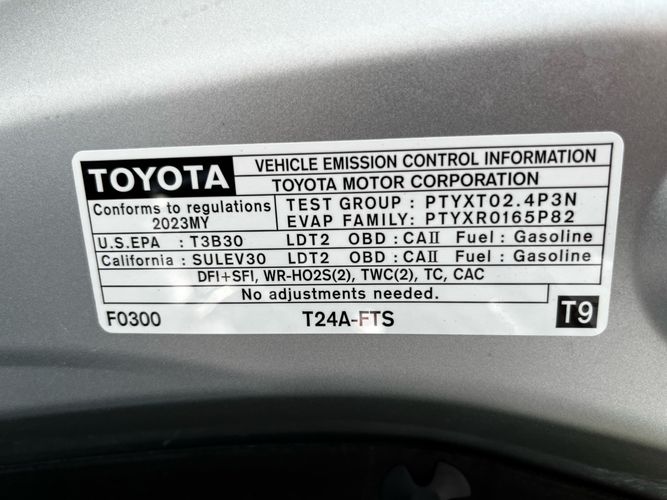 TOYOTA
VEHICLE EMISSION CONTROL INFORMATION
TOYOTA MOTOR CORPORATION
Conforms to regulations
2023MY
TEST GROUP : PTYXT02.4P3N
EVAP FAMILY: PTYXR0165P82
U.S.EPA : T3B30 LDT2 OBD : CAII Fuel : Gasoline
California : SULEV30 LDT2 OBD : CAII Fuel : Gasoline
DFI+SFI, WR-HO2S(2), TWC(2), TC, CAC
No adjustments needed.
F0300 T24A-FTS T9